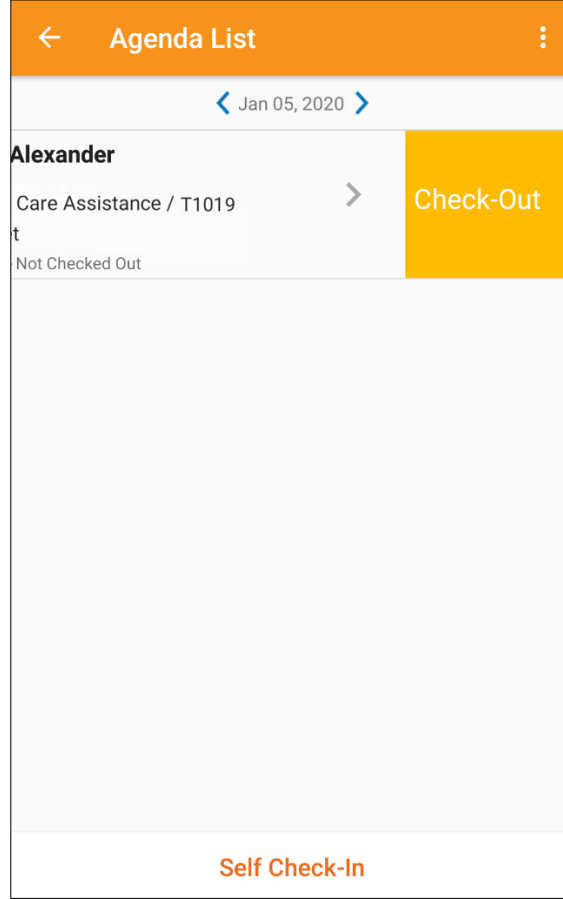 Agenda List
Jan 05, 2020
Alexander
Care Assistance / T1019
Check-Out
t
Not Checked Out
Self Check-In